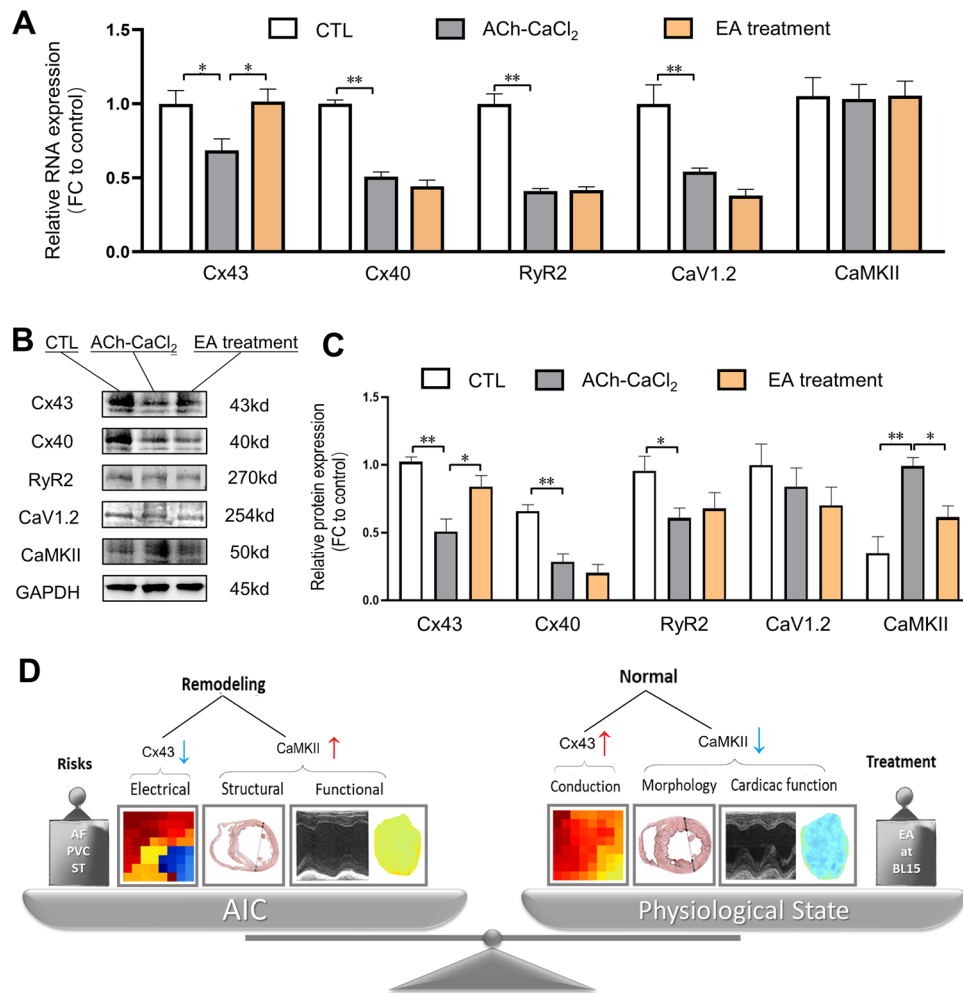 A
CTL
ACh-CaCl₂
EA treatment
Relative RNA expression
(FC to control)
1.5
1.0
0.5
0.0
*
*
**
**
**
Cx43
Cx40
RyR2
CaV1.2
CaMKII
B
CTL
ACh-CaCl₂
EA treatment
Cx43
43kd
Cx40
40kd
RyR2
270kd
CaV1.2
254kd
CaMKII
50kd
GAPDH
45kd
C
CTL
ACh-CaCl₂
EA treatment
Relative protein expression
(FC to control)
1.5
1.0
0.5
0.0
**
*
**
*
**
*
Cx43
Cx40
RyR2
CaV1.2
CaMKII
D
Remodeling
Cx43 ↓
CaMKII ↑
Risks
Electrical
Structural
Functional
AF
PVC
ST
AIC
Normal
Cx43 ↑
CaMKII ↓
Conduction
Morphology
Cardiac function
Treatment
EA
at
BL15
Physiological State